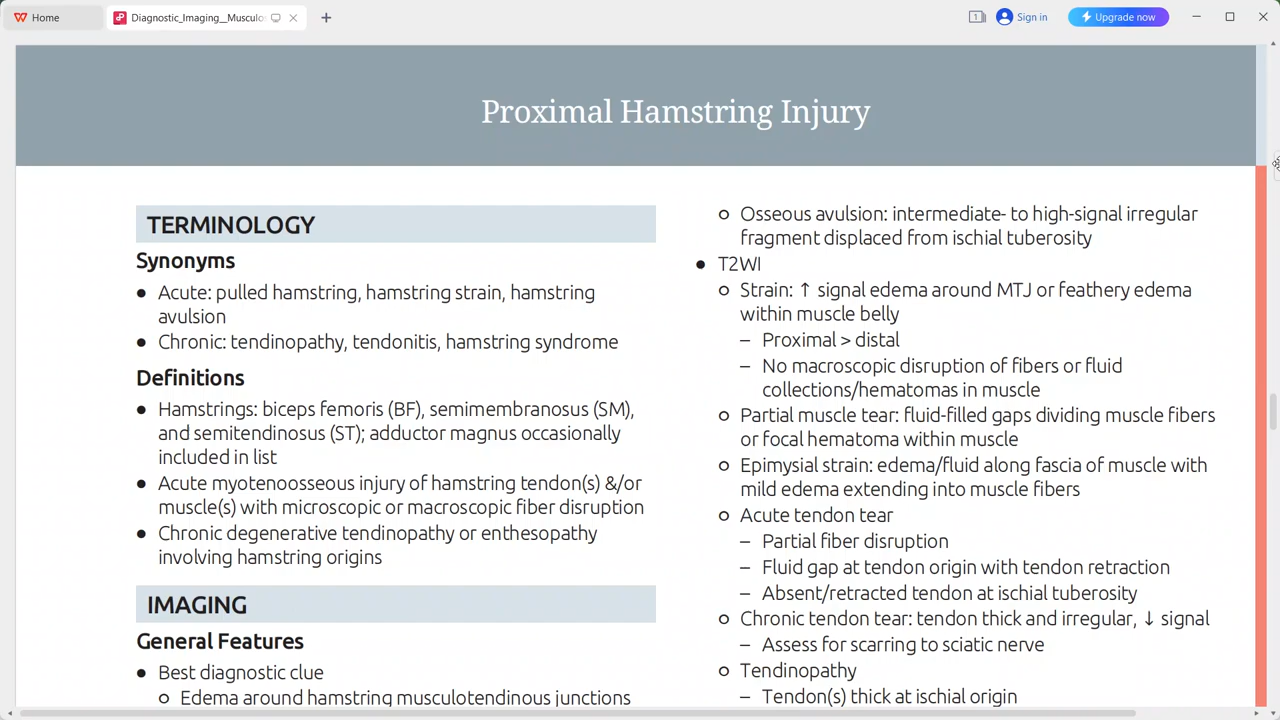 Home
Diagnostic_Imaging__Musculo
1
Sign in
Upgrade now
Proximal Hamstring Injury
TERMINOLOGY
Synonyms
● Acute: pulled hamstring, hamstring strain, hamstring
avulsion
● Chronic: tendinopathy, tendonitis, hamstring syndrome
Definitions
● Hamstrings: biceps femoris (BF), semimembranosus (SM),
and semitendinosus (ST); adductor magnus occasionally
included in list
● Acute myotenoosseous injury of hamstring tendon(s) &/or
muscle(s) with microscopic or macroscopic fiber disruption
● Chronic degenerative tendinopathy or enthesopathy
involving hamstring origins
IMAGING
General Features
● Best diagnostic clue
○ Edema around hamstring musculotendinous junctions
○ Osseous avulsion: intermediate- to high-signal irregular
fragment displaced from ischial tuberosity
● T2WI
○ Strain: ↑ signal edema around MTJ or feathery edema
within muscle belly
– Proximal > distal
– No macroscopic disruption of fibers or fluid
collections/hematomas in muscle
○ Partial muscle tear: fluid-filled gaps dividing muscle fibers
or focal hematoma within muscle
○ Epimysial strain: edema/fluid along fascia of muscle with
mild edema extending into muscle fibers
○ Acute tendon tear
– Partial fiber disruption
– Fluid gap at tendon origin with tendon retraction
– Absent/retracted tendon at ischial tuberosity
○ Chronic tendon tear: tendon thick and irregular, ↓ signal
– Assess for scarring to sciatic nerve
○ Tendinopathy
– Tendon(s) thick at ischial origin